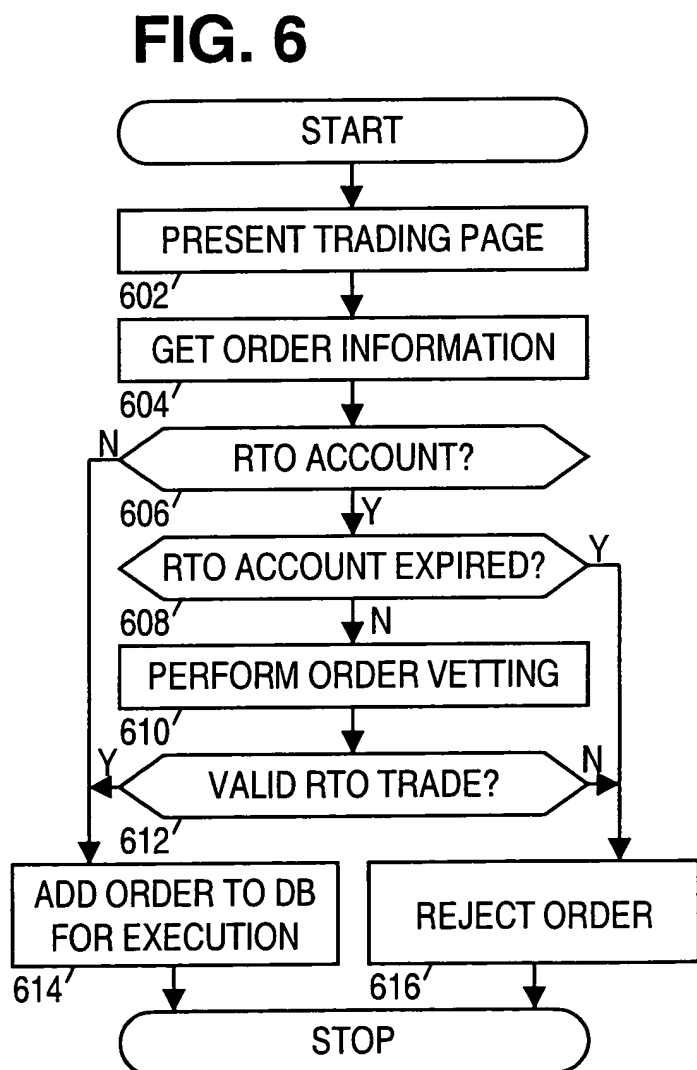 FIG. 6
START
PRESENT TRADING PAGE
602
GET ORDER INFORMATION
604
N
RTO ACCOUNT?
606
Y
RTO ACCOUNT EXPIRED?
Y
608
N
PERFORM ORDER VETTING
610
Y
VALID RTO TRADE?
N
612
ADD ORDER TO DB
FOR EXECUTION
614
REJECT ORDER
616
STOP